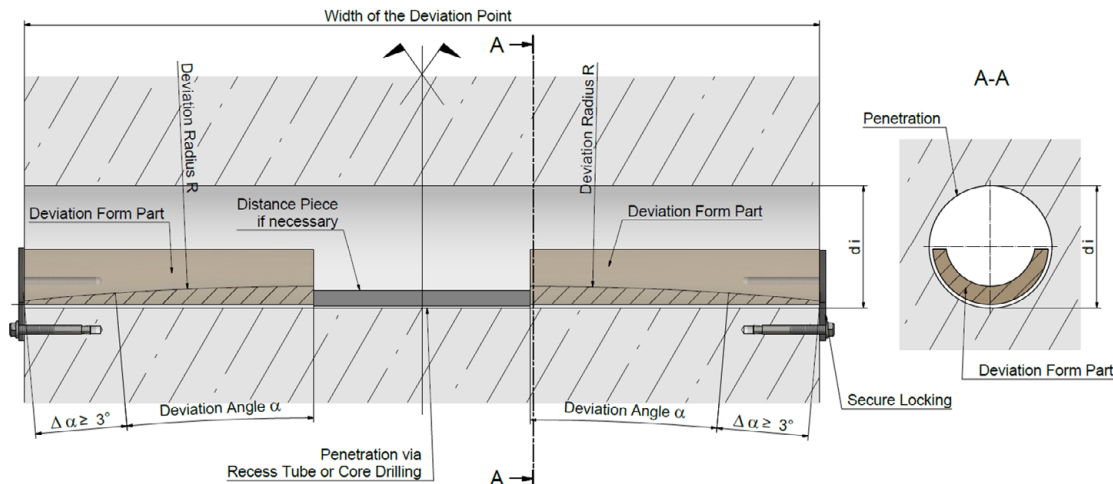 Width of the Deviation Point
A
A-A
Deviation Radius R
Deviation Radius R
Penetration
Distance Piece
if necessary
Deviation Form Part
Deviation Form Part
di
di
Deviation Form Part
Secure Locking
Δ α ≥ 3°
Deviation Angle α
Deviation Angle α
Δ α ≥ 3°
Penetration via
Recess Tube or Core Drilling
A